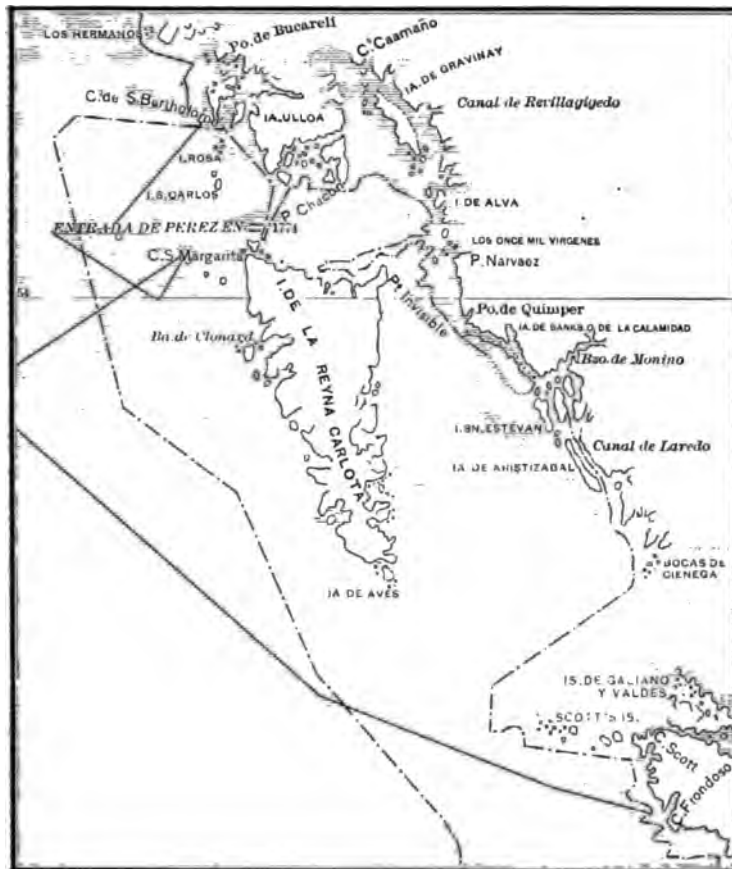 LOS HERMANOS
Po. de Bucareli
Co. Caamaño
IA. DE GRAVINAY
Canal de Revillagigedo
Co. de S. Bartholomé
IA. ULLOA
I. ROSA
I. S. CARLOS
P. Chacon
I. DE ALVA
ENTRADA DE PEREZ EN 1774
LOS ONCE MIL VIRGENES
C. S. Margarita
P. Narvaez
54
Pta Invisible
Po. de Quimper
IA. DE BANKS O. DE LA CALAMIDAD
Ba. de Clonard
Bzo. de Monino
I. DE LA REYNA CARLOTA
I. SN. ESTEVAN
Canal de Laredo
IA. DE ARISTIZABAL
BOCAS DE
CIENEGA
IA DE AVES
IS. DE GALIANO
Y VALDES
SCOTT'S IS.
C. Scott
C. Frondoso